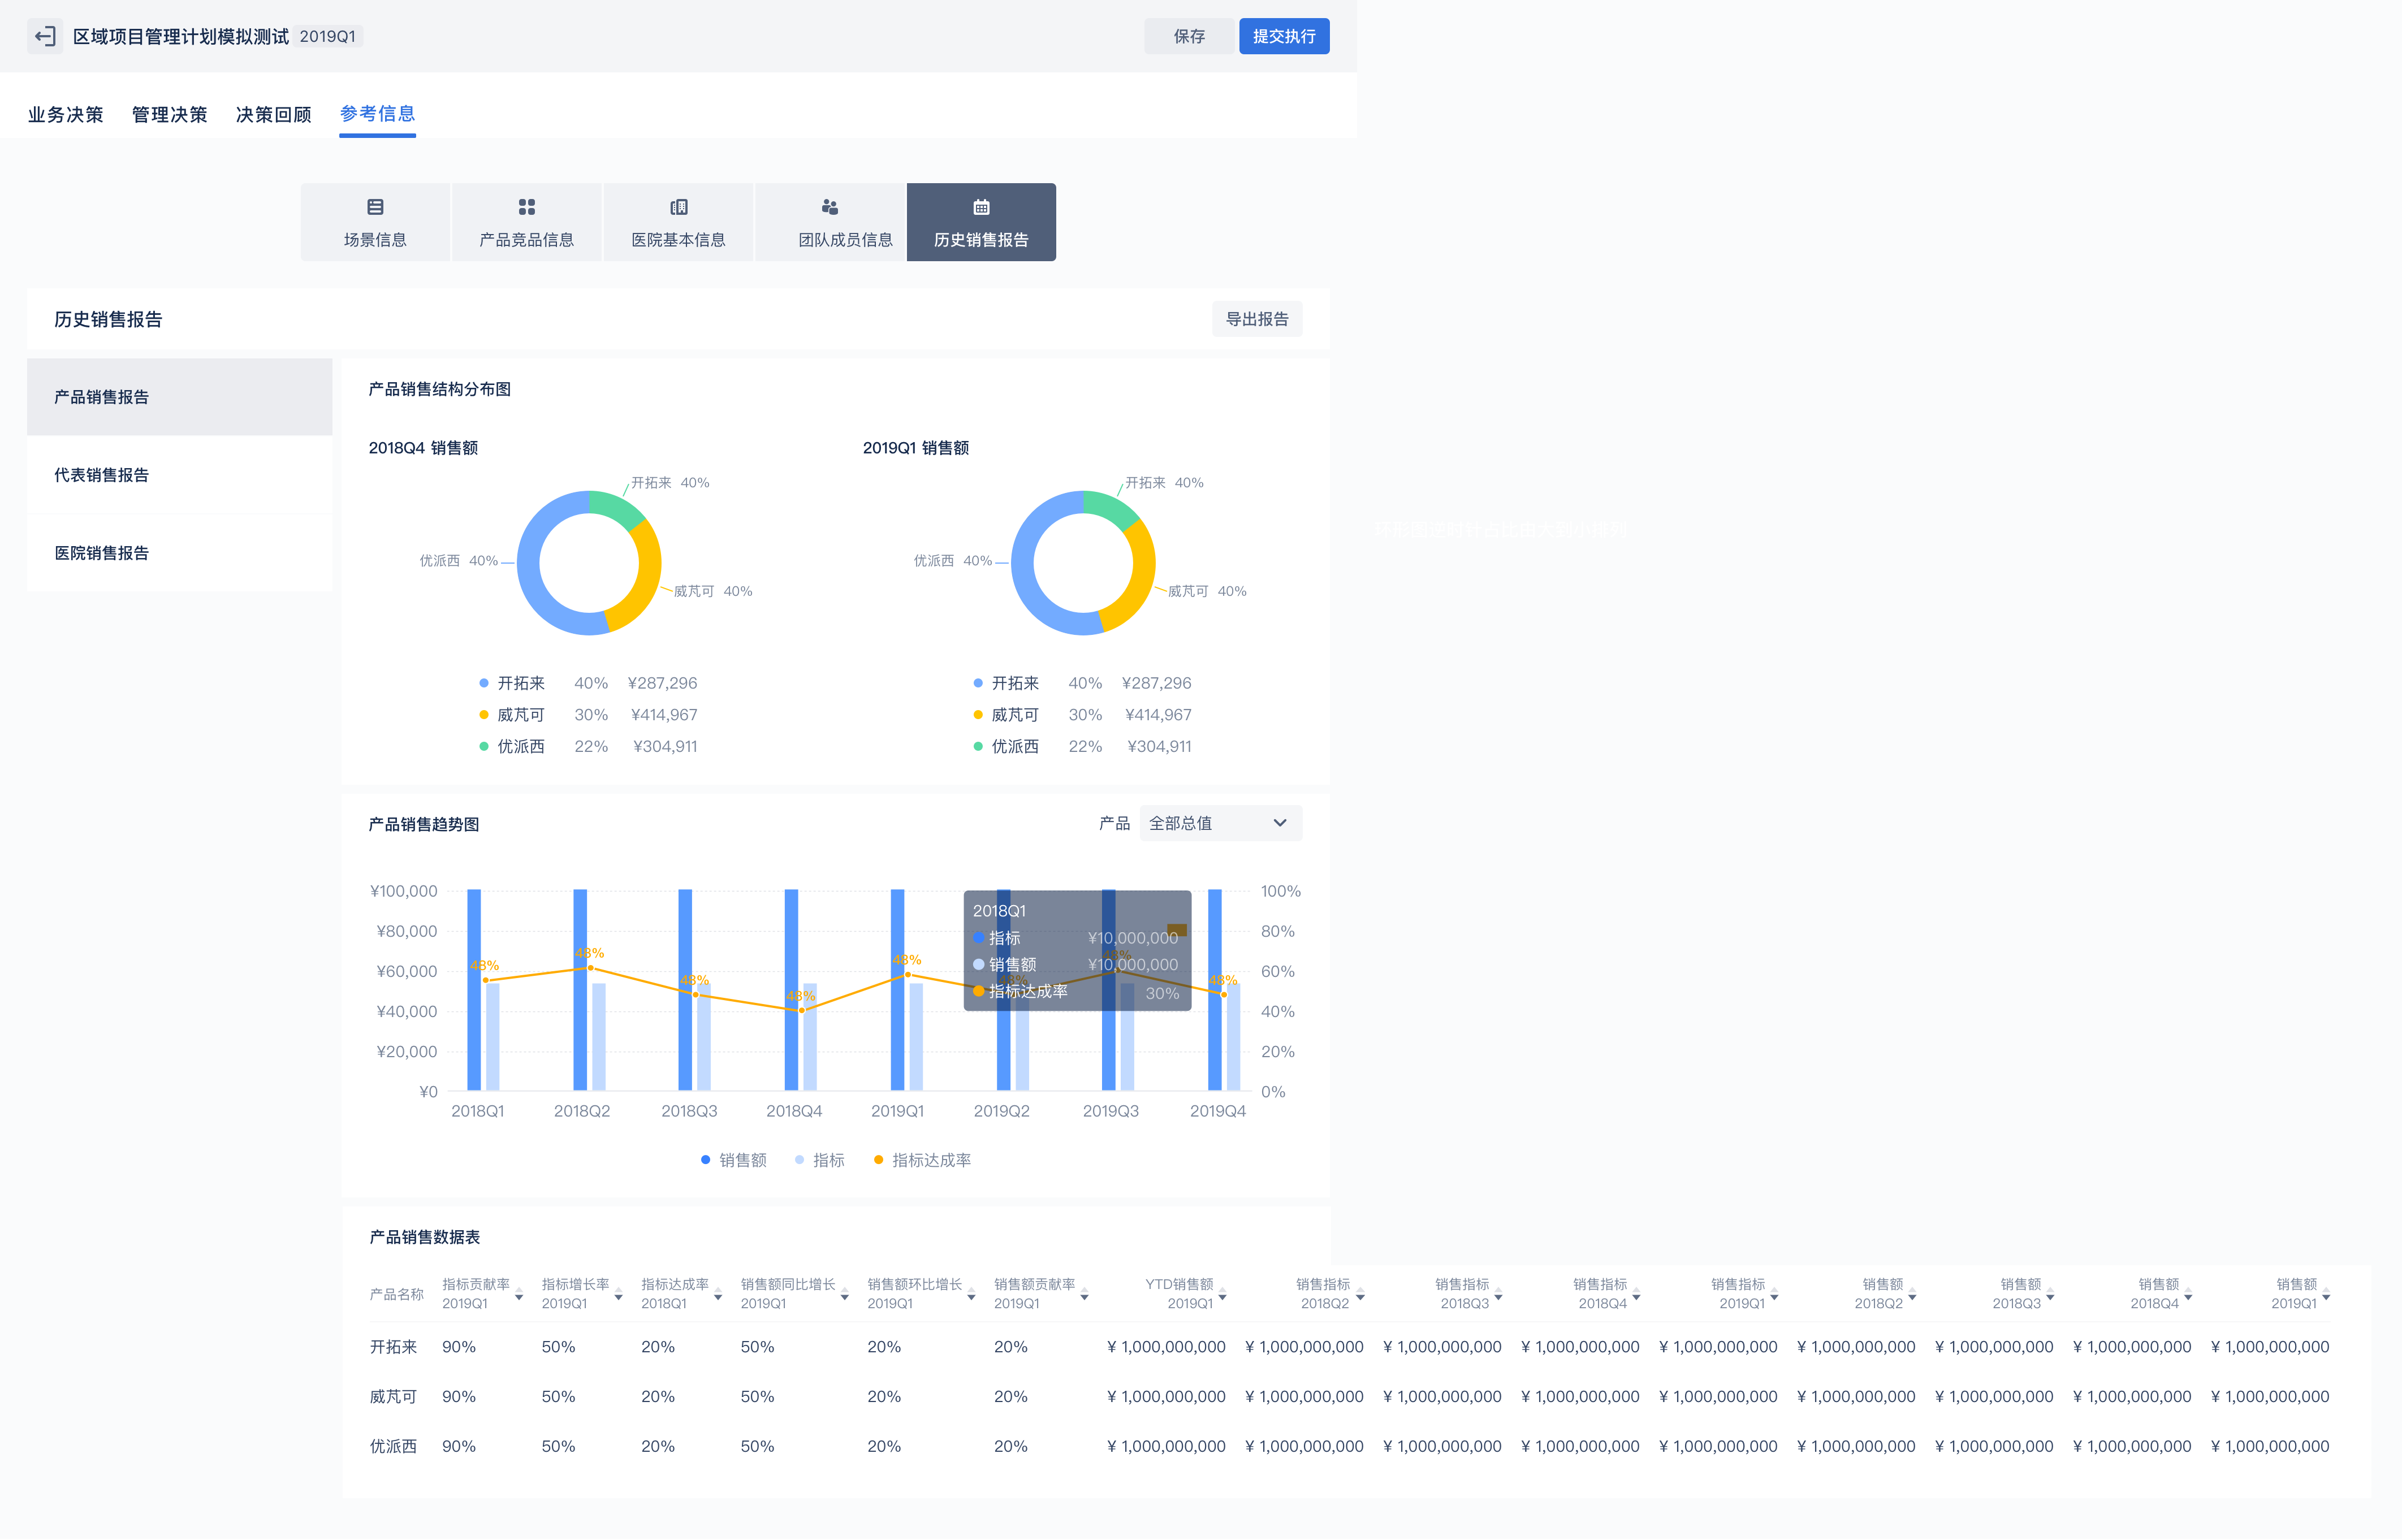 区域项目管理计划模拟测试 2019Q1
保存 提交执行
业务决策 管理决策 决策回顾 参考信息
场景信息 产品竞品信息 医院基本信息 团队成员信息 历史销售报告
历史销售报告 导出报告
产品销售报告
代表销售报告
医院销售报告
产品销售结构分布图
2018Q4 销售额
开拓来 40%
优派西 40%
威芃可 40%
开拓来 40% ¥287,296
威芃可 30% ¥414,967
优派西 22% ¥304,911
2019Q1 销售额
开拓来 40%
优派西 40%
威芃可 40%
开拓来 40% ¥287,296
威芃可 30% ¥414,967
优派西 22% ¥304,911
环形图逆时针占比由大到小排列
产品销售趋势图 产品 全部总值
¥100,000 100%
¥80,000 80%
¥60,000 60%
¥40,000 40%
¥20,000 20%
¥0 0%
48% 48% 48% 48% 48% 48% 48% 48%
2018Q1
指标 ¥10,000,000
销售额 ¥10,000,000
指标达成率 30%
2018Q1 2018Q2 2018Q3 2018Q4 2019Q1 2019Q2 2019Q3 2019Q4
销售额 指标 指标达成率
产品销售数据表
产品名称 指标贡献率 指标增长率 指标达成率 销售额同比增长 销售额环比增长 销售额贡献率 YTD销售额 销售指标 销售指标 销售指标 销售指标 销售额 销售额 销售额 销售额
2019Q1 2019Q1 2018Q1 2019Q1 2019Q1 2019Q1 2019Q1 2018Q2 2018Q3 2018Q4 2019Q1 2018Q2 2018Q3 2018Q4 2019Q1
开拓来 90% 50% 20% 50% 20% 20% ¥ 1,000,000,000 ¥ 1,000,000,000 ¥ 1,000,000,000 ¥ 1,000,000,000 ¥ 1,000,000,000 ¥ 1,000,000,000 ¥ 1,000,000,000 ¥ 1,000,000,000 ¥ 1,000,000,000
威芃可 90% 50% 20% 50% 20% 20% ¥ 1,000,000,000 ¥ 1,000,000,000 ¥ 1,000,000,000 ¥ 1,000,000,000 ¥ 1,000,000,000 ¥ 1,000,000,000 ¥ 1,000,000,000 ¥ 1,000,000,000 ¥ 1,000,000,000
优派西 90% 50% 20% 50% 20% 20% ¥ 1,000,000,000 ¥ 1,000,000,000 ¥ 1,000,000,000 ¥ 1,000,000,000 ¥ 1,000,000,000 ¥ 1,000,000,000 ¥ 1,000,000,000 ¥ 1,000,000,000 ¥ 1,000,000,000